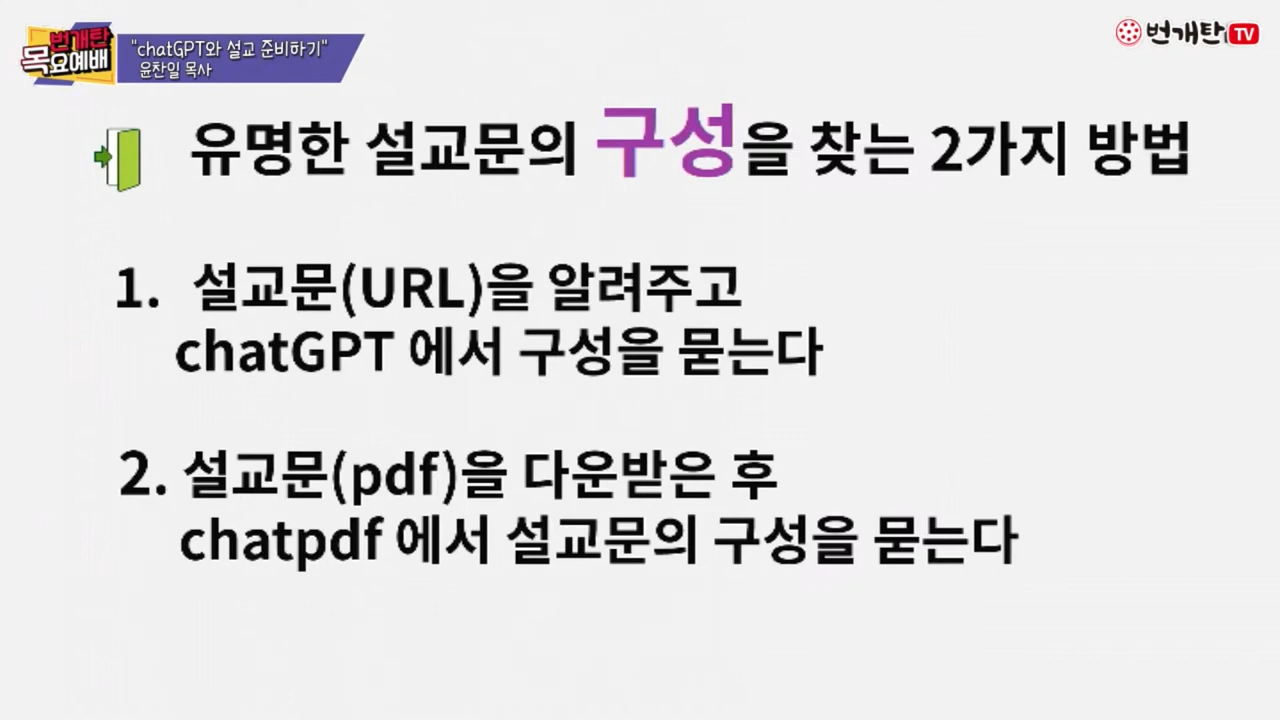 번개탄
목요예배
"chatGPT와 설교 준비하기"
윤찬일 목사
번개탄 TV
유명한 설교문의 구성을 찾는 2가지 방법
1. 설교문(URL)을 알려주고
chatGPT 에서 구성을 묻는다
2. 설교문(pdf)을 다운받은 후
chatpdf 에서 설교문의 구성을 묻는다